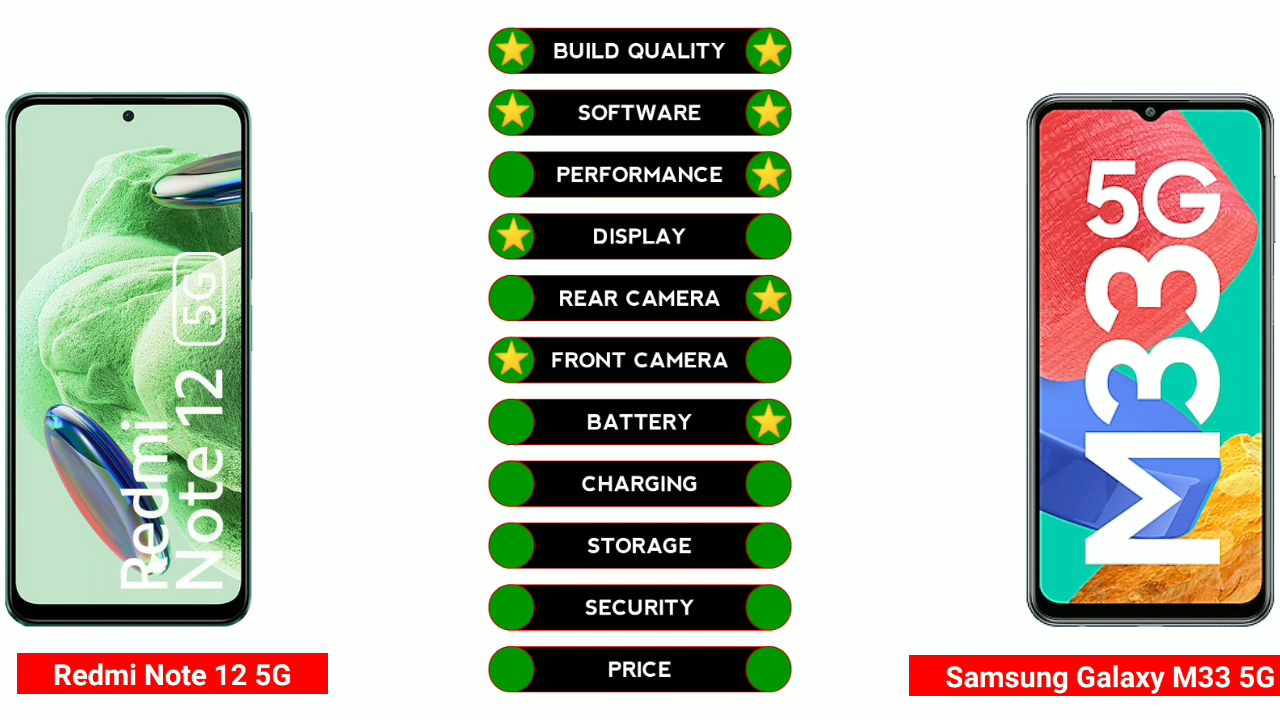 BUILD QUALITY
SOFTWARE
PERFORMANCE
DISPLAY
REAR CAMERA
FRONT CAMERA
BATTERY
CHARGING
STORAGE
SECURITY
PRICE
Redmi
Note 12 5G
M33 5G
Redmi Note 12 5G
Samsung Galaxy M33 5G